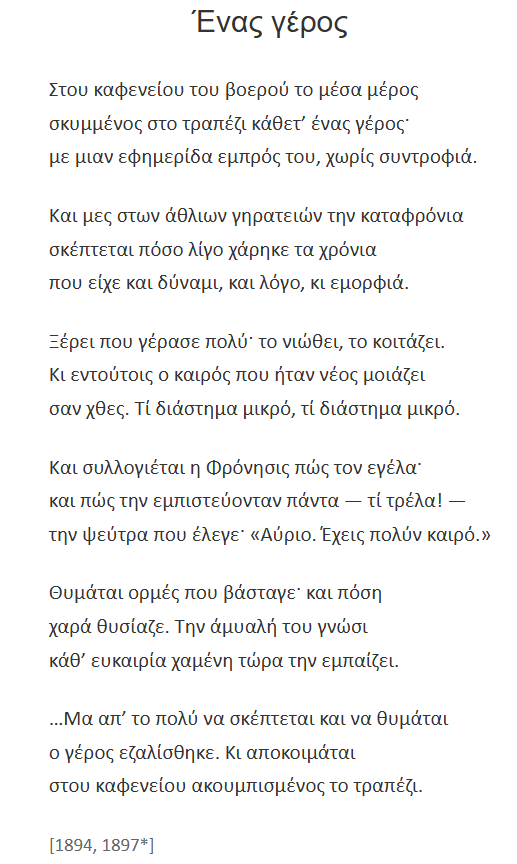 Ένας γέρος
Στου καφενείου του βοερού το μέσα μέρος
σκυμμένος στο τραπέζι κάθετ’ ένας γέρος·
με μιαν εφημερίδα εμπρός του, χωρίς συντροφιά.
Και μες στων άθλιων γηρατειών την καταφρόνια
σκέπτεται πόσο λίγο χάρηκε τα χρόνια
που είχε και δύναμι, και λόγο, κι εμορφιά.
Ξέρει που γέρασε πολύ· το νιώθει, το κοιτάζει.
Κι εντούτοις ο καιρός που ήταν νέος μοιάζει
σαν χθες. Τί διάστημα μικρό, τί διάστημα μικρό.
Και συλλογιέται η Φρόνησις πώς τον εγέλα·
και πώς την εμπιστεύονταν πάντα — τί τρέλα! —
την ψεύτρα που έλεγε· «Αύριο. Έχεις πολύν καιρό.»
Θυμάται ορμές που βάσταγε· και πόση
χαρά θυσίαζε. Την άμυαλή του γνώσι
κάθ’ ευκαιρία χαμένη τώρα την εμπαίζει.
…Μα απ’ το πολύ να σκέπτεται και να θυμάται
ο γέρος εζαλίσθηκε. Κι αποκοιμάται
στου καφενείου ακουμπισμένος το τραπέζι.
[1894, 1897*]